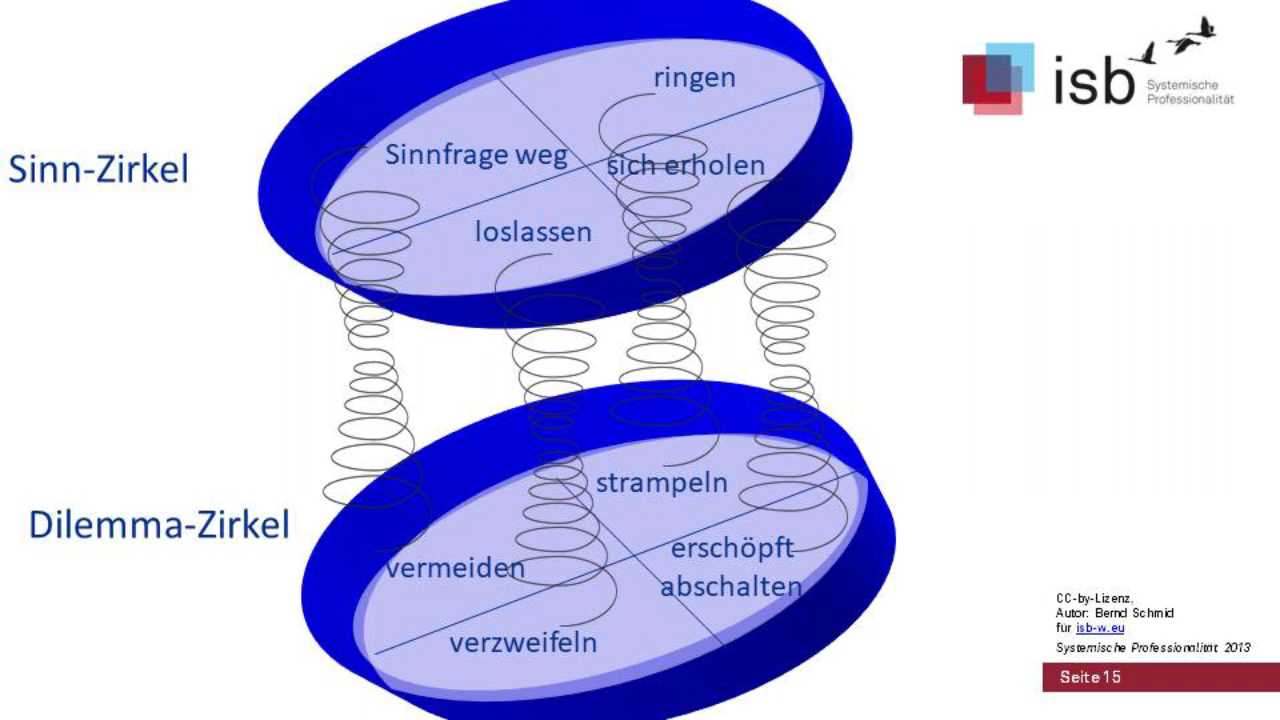 Sinn-Zirkel
ringen
Sinnfrage weg
sich erholen
loslassen
Dilemma-Zirkel
strampeln
erschöpft
abschalten
vermeiden
verzweifeln
isb
Systemische
Professionalität
CC-by-Lizenz,
Autor: Bernd Schmid
für isb-w.eu
Systemische Professionalität 2013
Seite 15